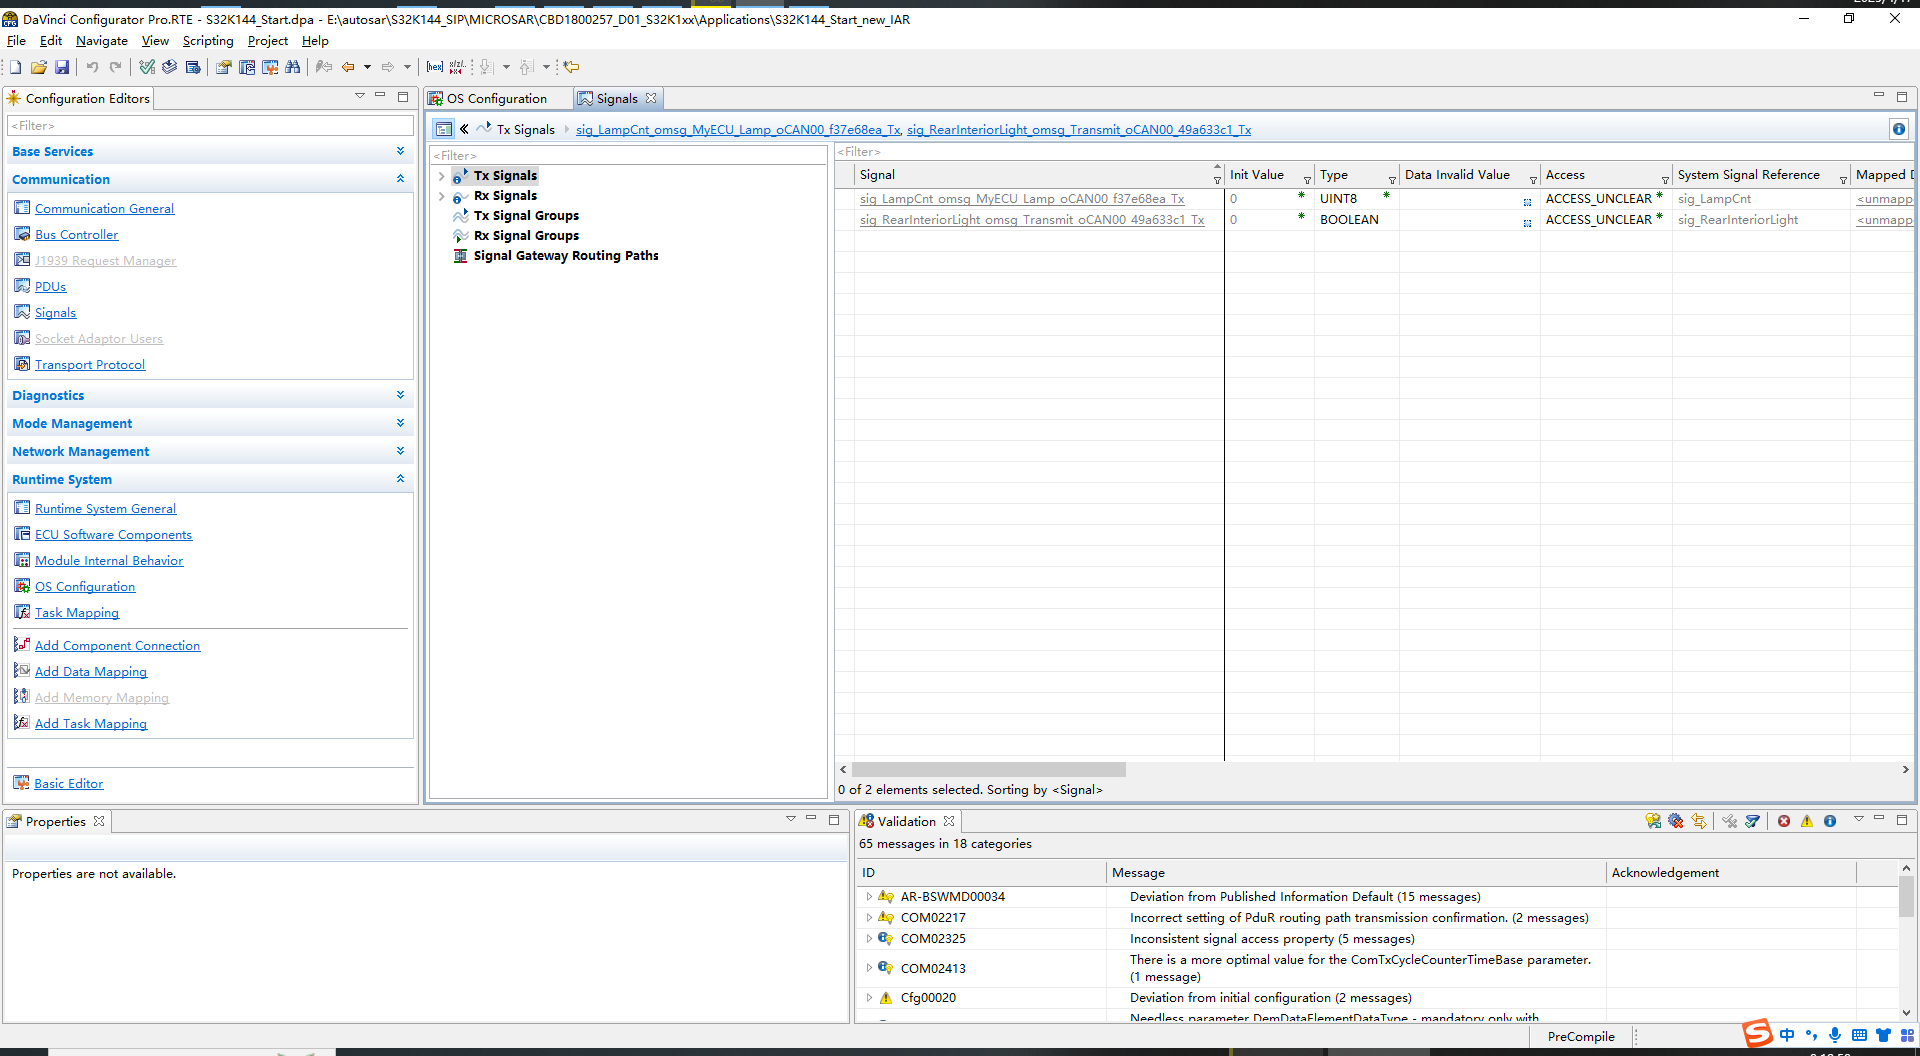 DaVinci Configurator Pro.RTE - S32K144_Start.dpa - E:\autosar\S32K144_SIP\MICROSAR\CBD1800257_D01_S32K1xx\Applications\S32K144_Start_new_IAR
File Edit Navigate View Scripting Project Help
Configuration Editors
<Filter>
Base Services
Communication
Communication General
Bus Controller
J1939 Request Manager
PDUs
Signals
Socket Adaptor Users
Transport Protocol
Diagnostics
Mode Management
Network Management
Runtime System
Runtime System General
ECU Software Components
Module Internal Behavior
OS Configuration
Task Mapping
Add Component Connection
Add Data Mapping
Add Memory Mapping
Add Task Mapping
Basic Editor
OS Configuration Signals
Tx Signals sig_LampCnt_omsg_MyECU_Lamp_oCAN00_f37e68ea_Tx, sig_RearInteriorLight_omsg_Transmit_oCAN00_49a633c1_Tx
<Filter>
Tx Signals
Rx Signals
Tx Signal Groups
Rx Signal Groups
Signal Gateway Routing Paths
<Filter>
Signal Init Value Type Data Invalid Value Access System Signal Reference Mapped D
sig_LampCnt_omsg_MyECU_Lamp_oCAN00_f37e68ea_Tx 0 * UINT8 * ACCESS_UNCLEAR * sig_LampCnt <unmapp
sig_RearInteriorLight_omsg_Transmit_oCAN00_49a633c1_Tx 0 * BOOLEAN ACCESS_UNCLEAR * sig_RearInteriorLight <unmapp
0 of 2 elements selected. Sorting by <Signal>
Properties
Properties are not available.
Validation
65 messages in 18 categories
ID Message Acknowledgement
AR-BSWMD00034 Deviation from Published Information Default (15 messages)
COM02217 Incorrect setting of PduR routing path transmission confirmation. (2 messages)
COM02325 Inconsistent signal access property (5 messages)
COM02413 There is a more optimal value for the ComTxCycleCounterTimeBase parameter.
(1 message)
Cfg00020 Deviation from initial configuration (2 messages)
Needless parameter DemDataElementDataType - mandatory only with
PreCompile
中